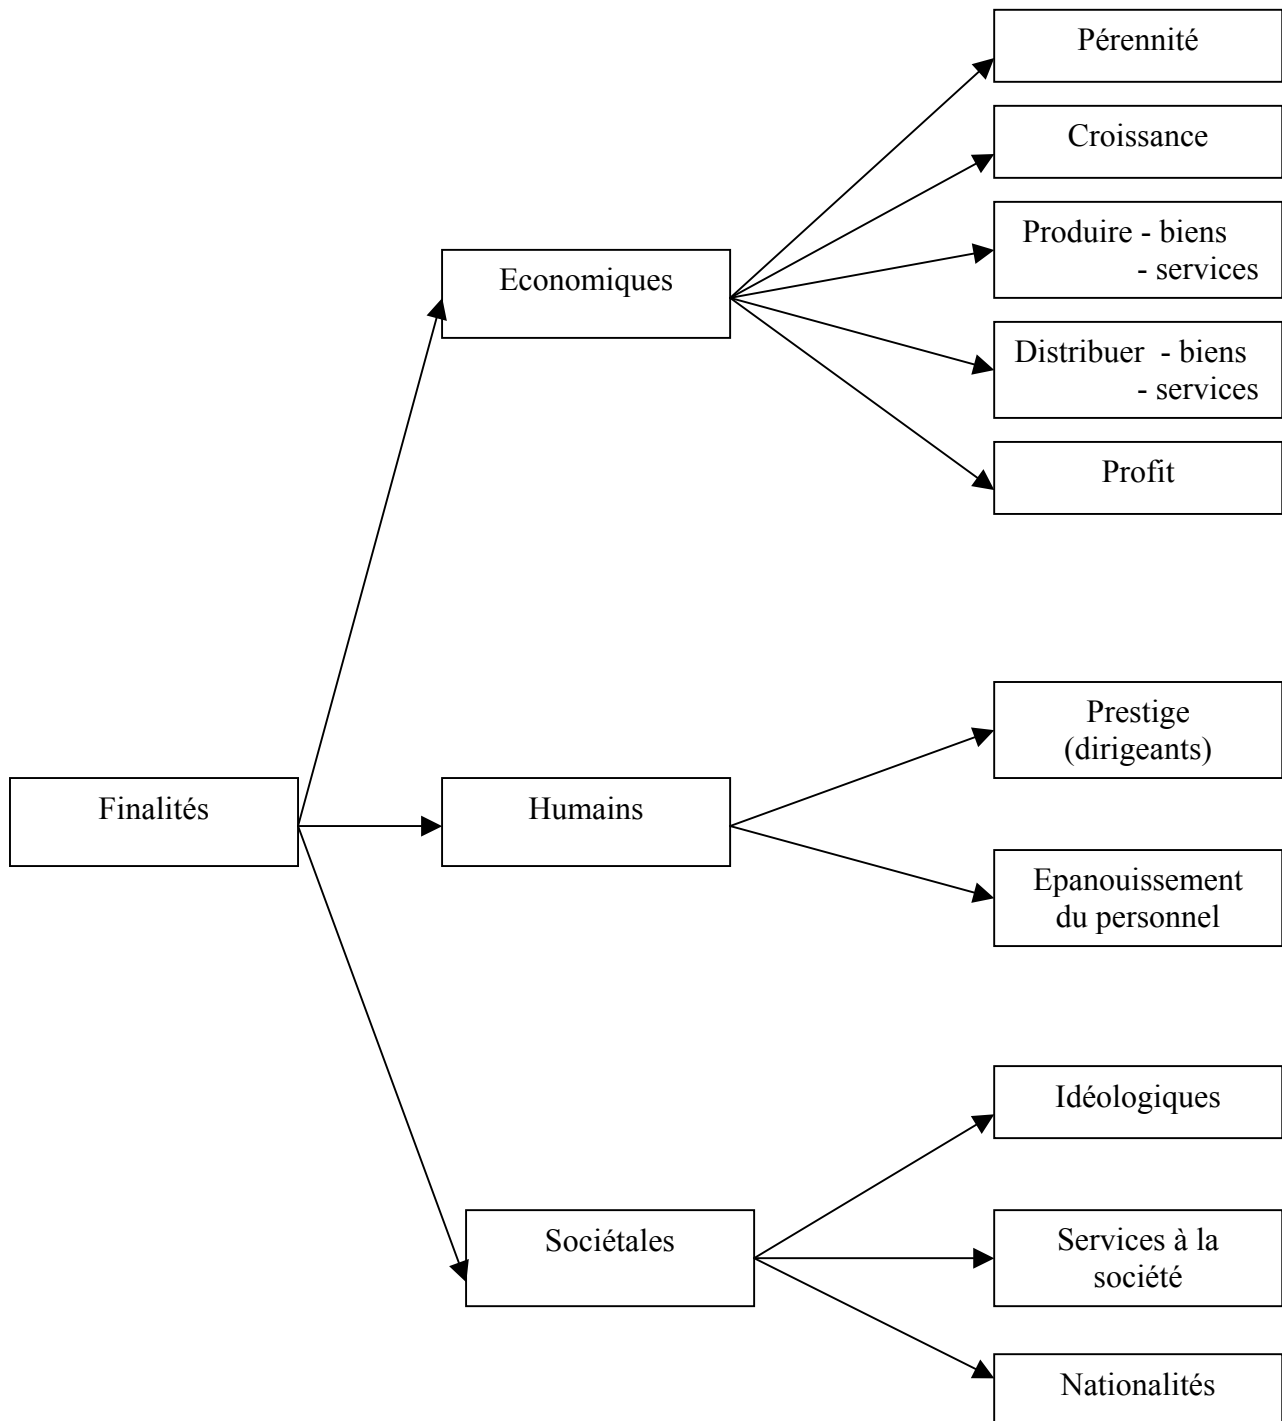 Pérennité
Croissance
Produire - biens
- services
Economiques
Distribuer - biens
- services
Profit
Prestige
(dirigeants)
Finalités
Humains
Epanouissement
du personnel
Idéologiques
Sociétales
Services à la
société
Nationalités